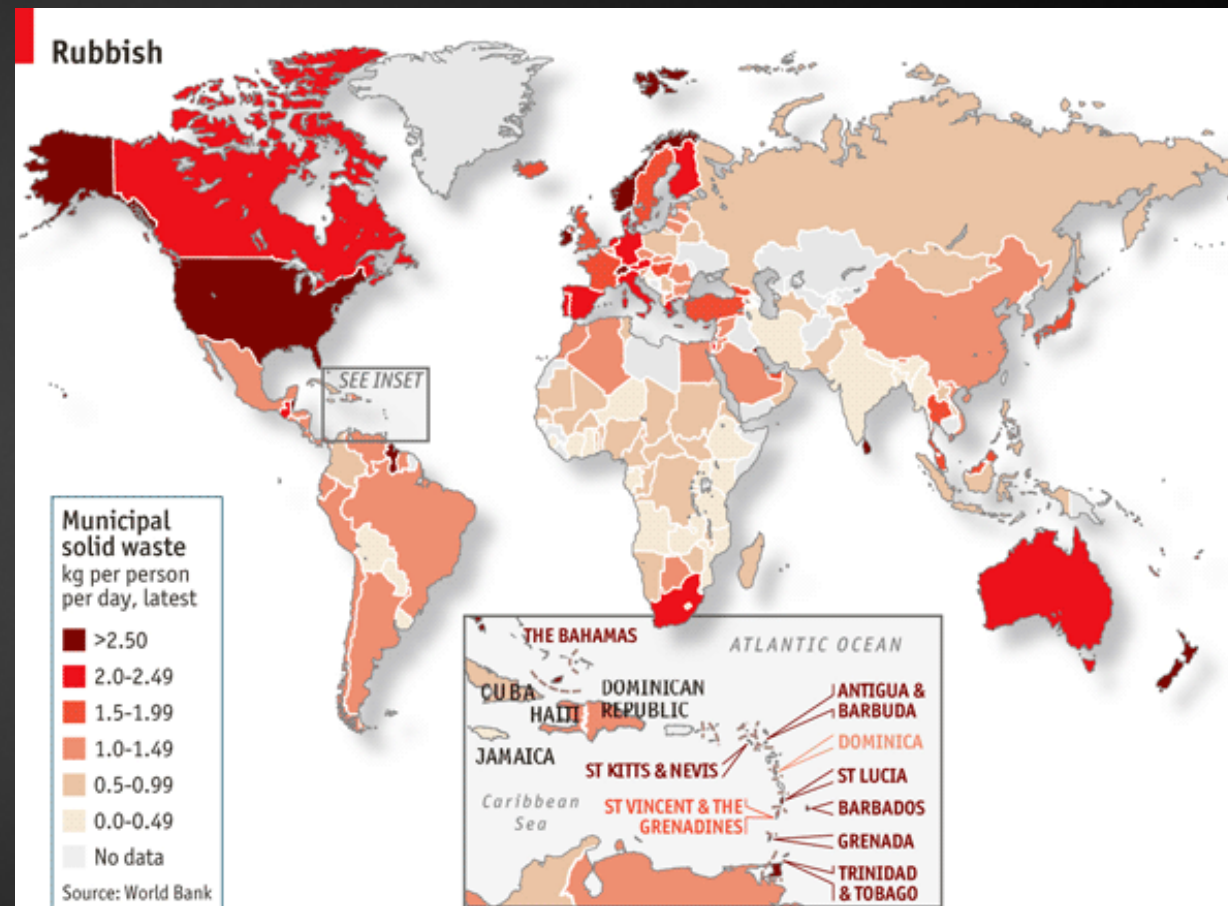 Rubbish
SEE INSET
Municipal
solid waste
kg per person
per day, latest
>2.50
2.0-2.49
1.5-1.99
1.0-1.49
0.5-0.99
0.0-0.49
No data
Source: World Bank
THE BAHAMAS
ATLANTIC OCEAN
CUBA
HAITI
DOMINICAN
REPUBLIC
JAMAICA
ANTIGUA &
BARBUDA
DOMINICA
ST KITTS & NEVIS
ST LUCIA
Caribbean
Sea
ST VINCENT & THE
GRENADINES
BARBADOS
GRENADA
TRINIDAD
& TOBAGO